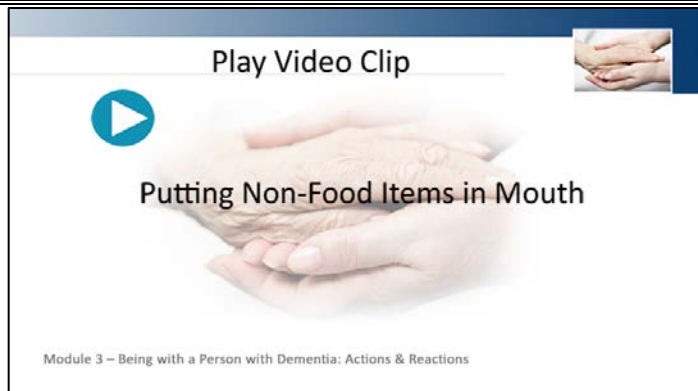 Play Video Clip
Putting Non-Food Items in Mouth
Module 3 – Being with a Person with Dementia: Actions & Reactions